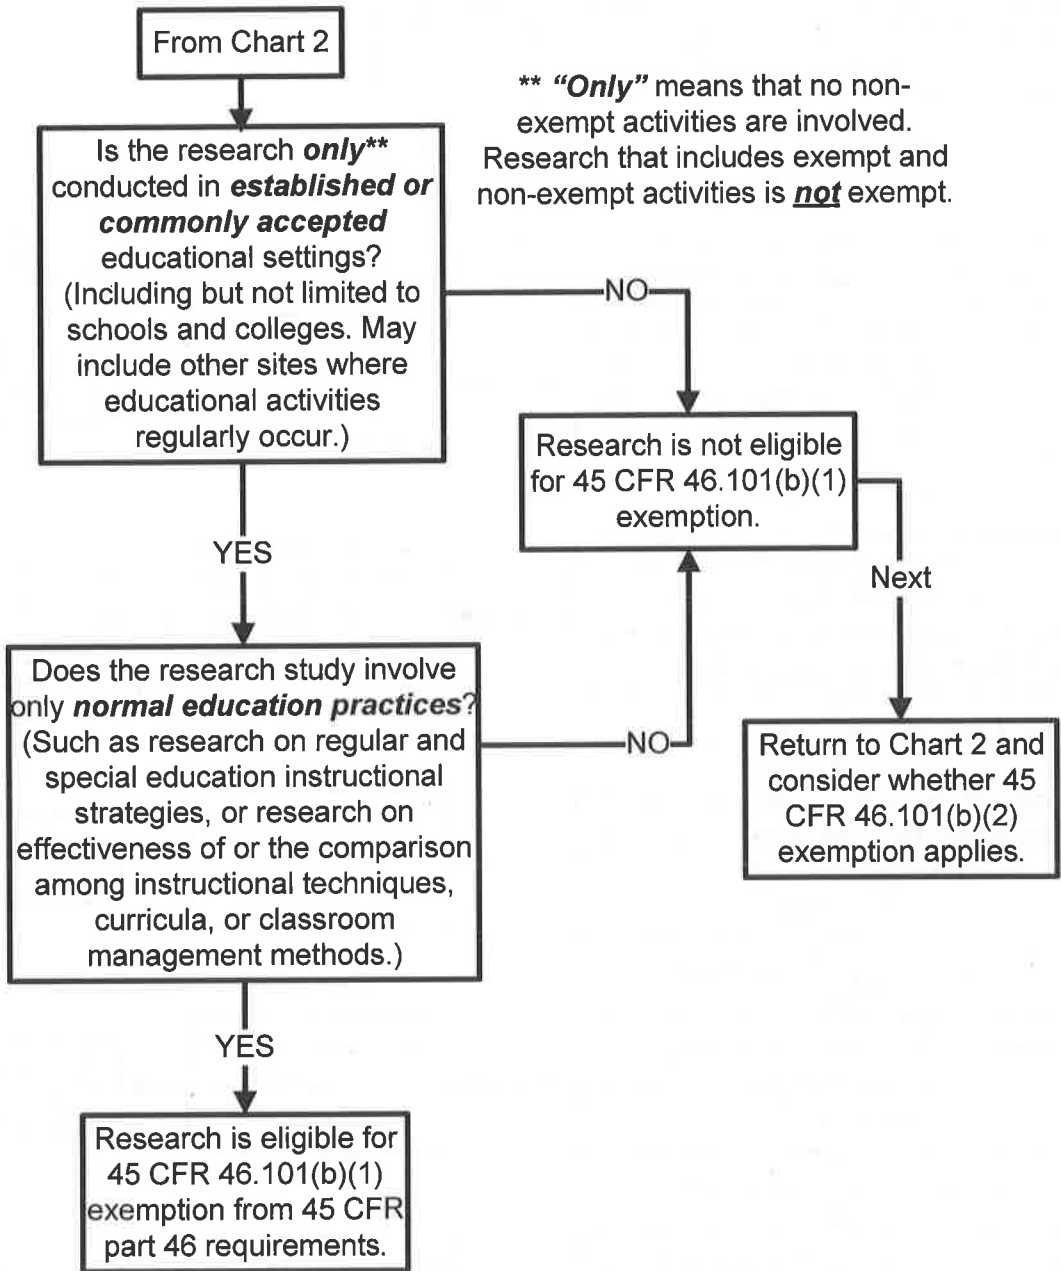 From Chart 2
** “Only” means that no non-
exempt activities are involved.
Research that includes exempt and
non-exempt activities is not exempt.
Is the research only**
conducted in established or
commonly accepted
educational settings?
(Including but not limited to
schools and colleges. May
include other sites where
educational activities
regularly occur.)
NO
YES
Research is not eligible
for 45 CFR 46.101(b)(1)
exemption.
Next
Does the research study involve
only normal education practices?
(Such as research on regular and
special education instructional
strategies, or research on
effectiveness of or the comparison
among instructional techniques,
curricula, or classroom
management methods.)
NO
Return to Chart 2 and
consider whether 45
CFR 46.101(b)(2)
exemption applies.
YES
Research is eligible for
45 CFR 46.101(b)(1)
exemption from 45 CFR
part 46 requirements.